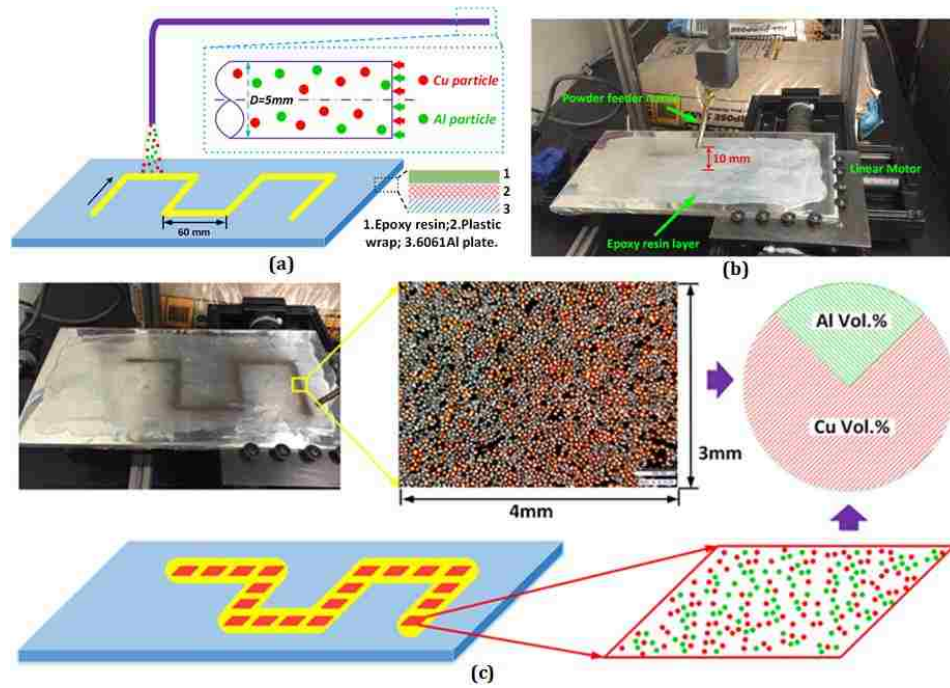 (a)
Cu particle
D=5mm
Al particle
60 mm
1
2
3
1.Epoxy resin;2.Plastic
wrap; 3.6061Al plate.
Powder feeder
10 mm
Linear Motor
Epoxy resin layer
(b)
Al Vol.%
Cu Vol.%
3mm
4mm
(c)